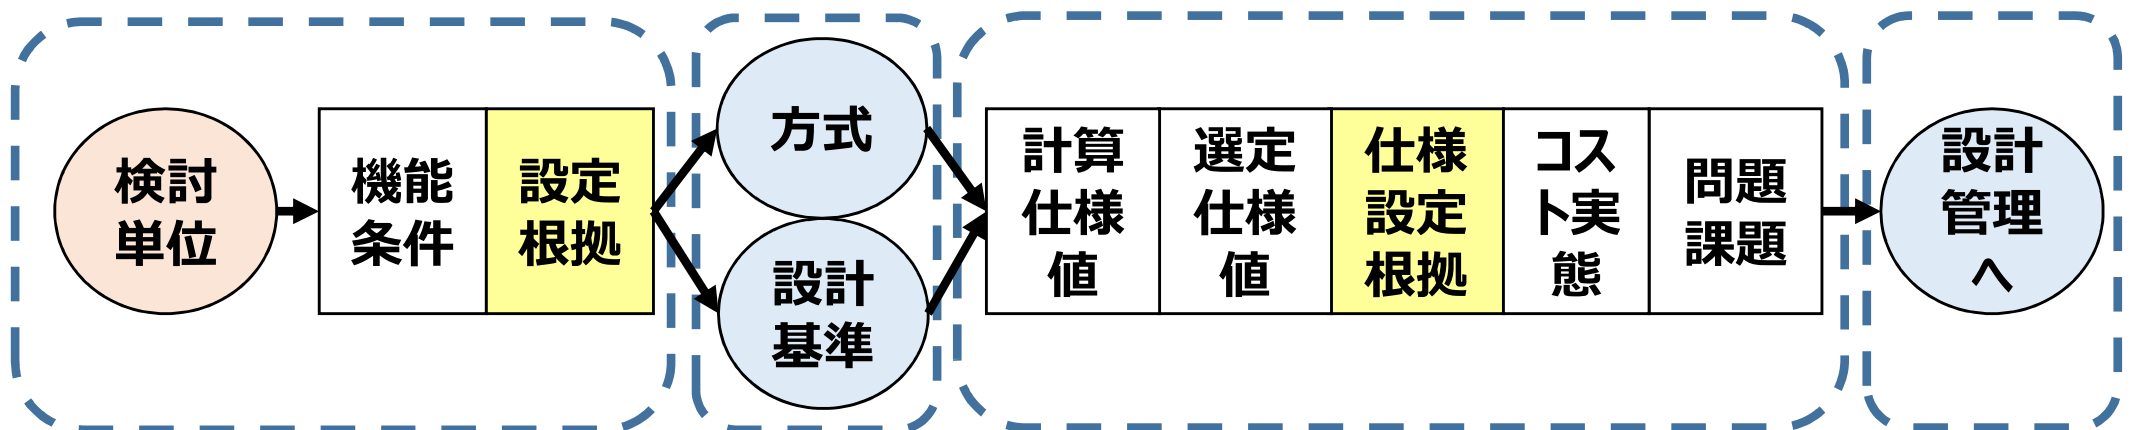 検討
単位
機能
条件
設定
根拠
方式
設計
基準
計算
仕様
値
選定
仕様
値
仕様
設定
根拠
コス
ト実
態
問題
課題
設計
管理
へ